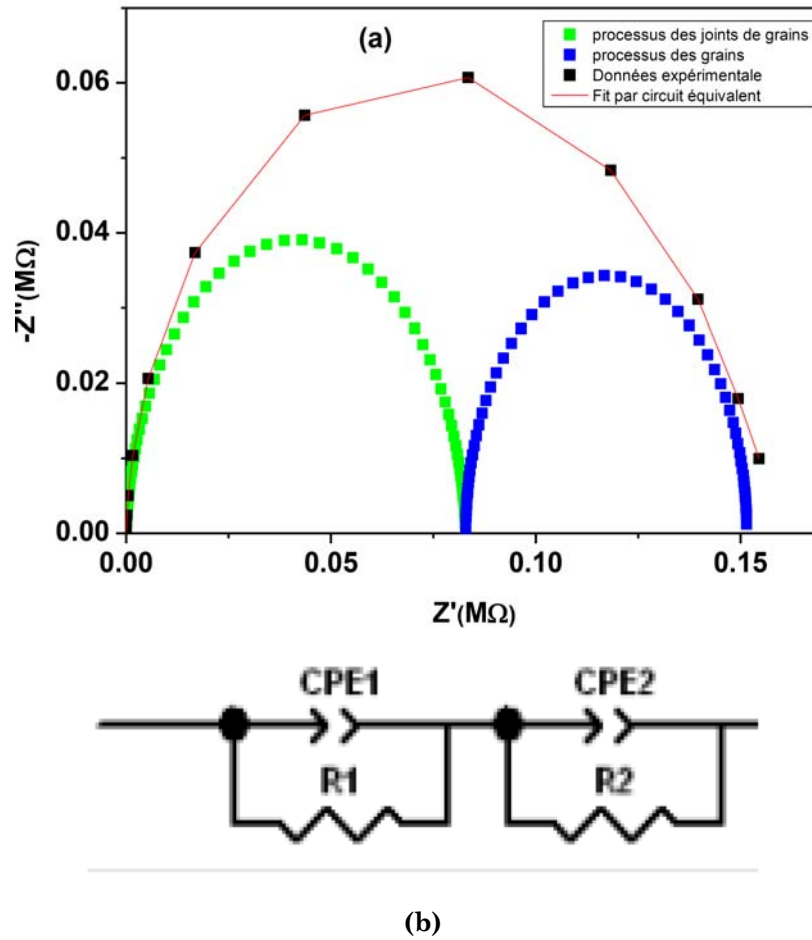 (a)
processus des joints de grains
processus des grains
Données expérimentale
Fit par circuit équivalent
0.06
0.04
0.02
0.00
-Z''(MΩ)
0.00 0.05 0.10 0.15
Z'(MΩ)
CPE1 CPE2
R1 R2
(b)